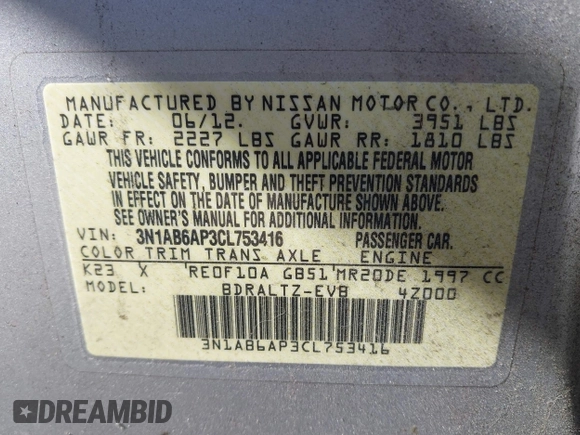 MANUFACTURED BY NISSAN MOTOR CO., LTD.
DATE: 06/12. GVWR: 3951 LBS
GAWR FR: 2227 LBS GAWR RR: 1810 LBS
THIS VEHICLE CONFORMS TO ALL APPLICABLE FEDERAL MOTOR
VEHICLE SAFETY, BUMPER AND THEFT PREVENTION STANDARDS
IN EFFECT ON THE DATE OF MANUFACTURE SHOWN ABOVE.
SEE OWNER'S MANUAL FOR ADDITIONAL INFORMATION.
VIN: 3N1AB6AP3CL753416 PASSENGER CAR.
COLOR TRIM TRANS AXLE ENGINE
K23 X RE0F10A GB51 MR20DE 1997 CC
MODEL: BDRALTZ-EVB 4Z000
3N1AB6AP3CL753416
DREAMBID